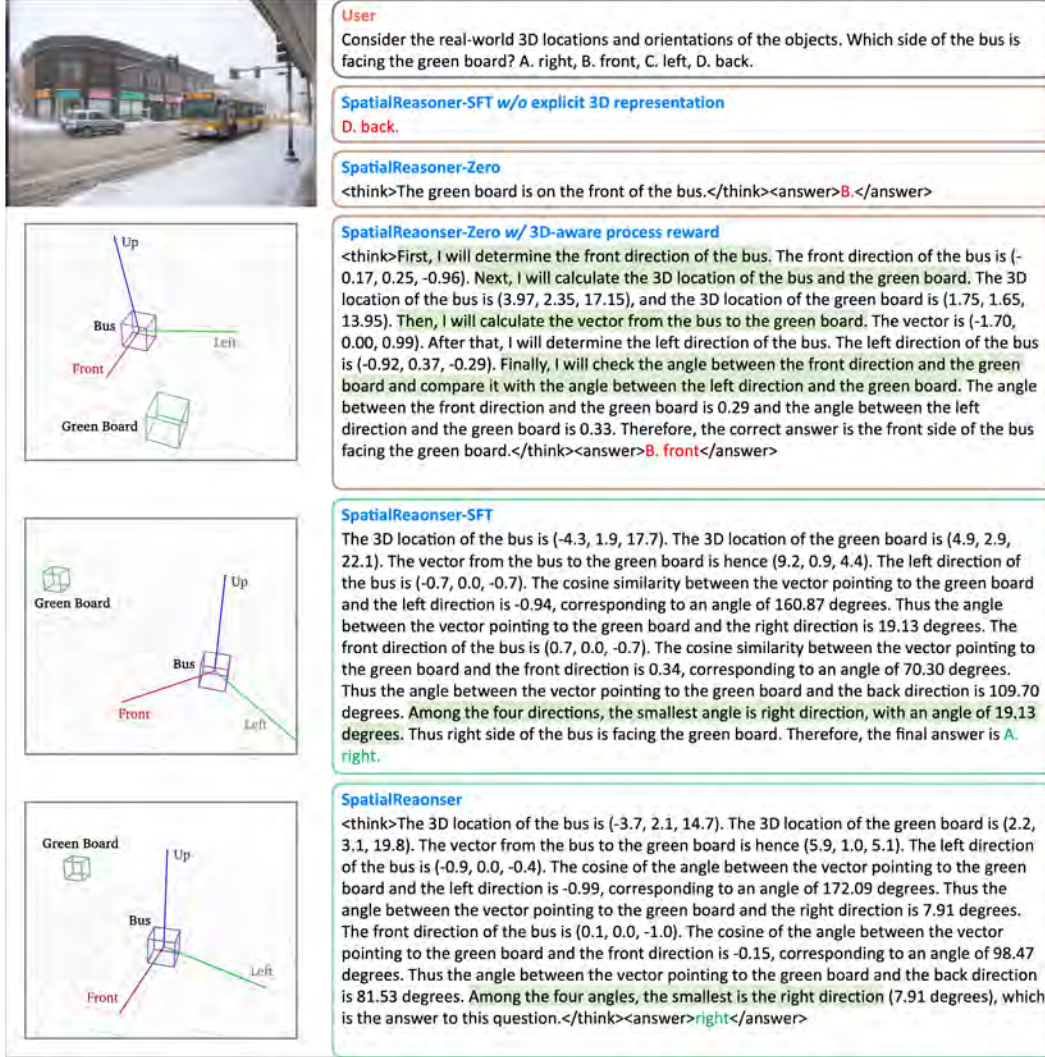 User
Consider the real-world 3D locations and orientations of the objects. Which side of the bus is
facing the green board? A. right, B. front, C. left, D. back.
SpatialReasoner-SFT w/o explicit 3D representation
D. back.
SpatialReasoner-Zero
<think>The green board is on the front of the bus.</think><answer>B.</answer>
Up
Bus
Left
Front
Green Board
SpatialReaonser-Zero w/ 3D-aware process reward
<think>First, I will determine the front direction of the bus. The front direction of the bus is (-
0.17, 0.25, -0.96). Next, I will calculate the 3D location of the bus and the green board. The 3D
location of the bus is (3.97, 2.35, 17.15), and the 3D location of the green board is (1.75, 1.65,
13.95). Then, I will calculate the vector from the bus to the green board. The vector is (-1.70,
0.00, 0.99). After that, I will determine the left direction of the bus. The left direction of the bus
is (-0.92, 0.37, -0.29). Finally, I will check the angle between the front direction and the green
board and compare it with the angle between the left direction and the green board. The angle
between the front direction and the green board is 0.29 and the angle between the left
direction and the green board is 0.33. Therefore, the correct answer is the front side of the bus
facing the green board.</think><answer>B. front</answer>
Green Board
Up
Bus
Front
Left
SpatialReaonser-SFT
The 3D location of the bus is (-4.3, 1.9, 17.7). The 3D location of the green board is (4.9, 2.9,
22.1). The vector from the bus to the green board is hence (9.2, 0.9, 4.4). The left direction of
the bus is (-0.7, 0.0, -0.7). The cosine similarity between the vector pointing to the green board
and the left direction is -0.94, corresponding to an angle of 160.87 degrees. Thus the angle
between the vector pointing to the green board and the right direction is 19.13 degrees. The
front direction of the bus is (0.7, 0.0, -0.7). The cosine similarity between the vector pointing to
the green board and the front direction is 0.34, corresponding to an angle of 70.30 degrees.
Thus the angle between the vector pointing to the green board and the back direction is 109.70
degrees. Among the four directions, the smallest angle is right direction, with an angle of 19.13
degrees. Thus right side of the bus is facing the green board. Therefore, the final answer is A.
right.
Green Board
Up
Bus
Left
Front
SpatialReaonser
<think>The 3D location of the bus is (-3.7, 2.1, 14.7). The 3D location of the green board is (2.2,
3.1, 19.8). The vector from the bus to the green board is hence (5.9, 1.0, 5.1). The left direction
of the bus is (-0.9, 0.0, -0.4). The cosine of the angle between the vector pointing to the green
board and the left direction is -0.99, corresponding to an angle of 172.09 degrees. Thus the
angle between the vector pointing to the green board and the right direction is 7.91 degrees.
The front direction of the bus is (0.1, 0.0, -1.0). The cosine of the angle between the vector
pointing to the green board and the front direction is -0.15, corresponding to an angle of 98.47
degrees. Thus the angle between the vector pointing to the green board and the back direction
is 81.53 degrees. Among the four angles, the smallest is the right direction (7.91 degrees), which
is the answer to this question.</think><answer>right</answer>